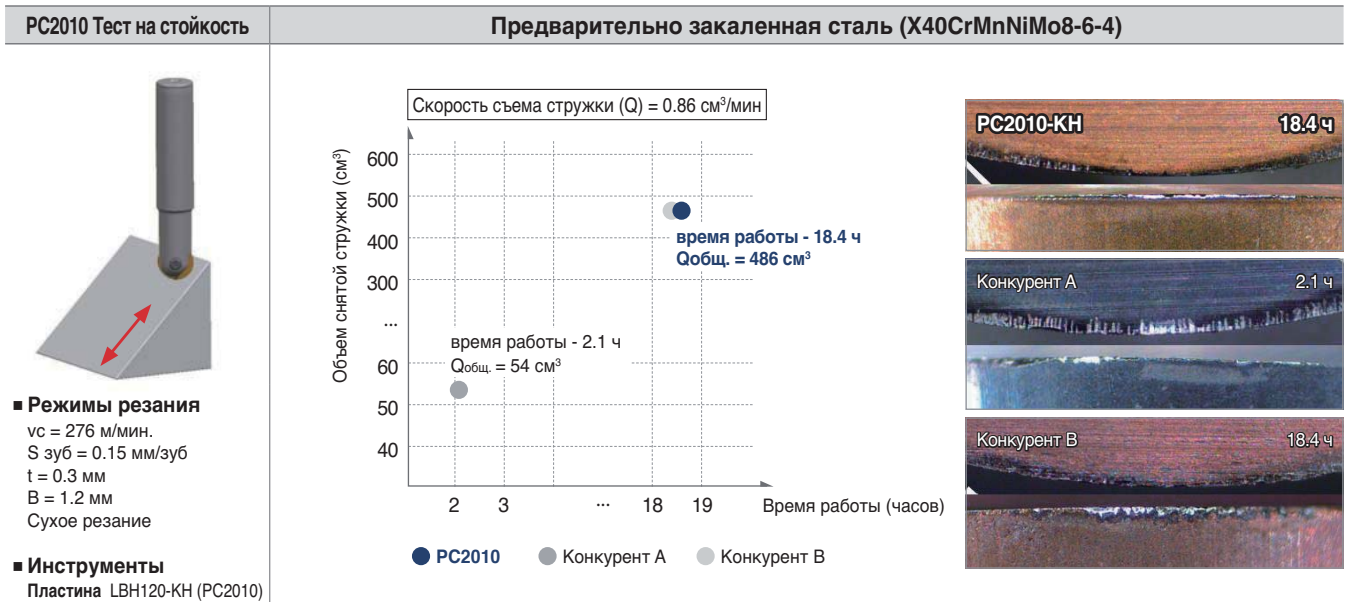 PC2010 Тест на стойкость
Предварительно закаленная сталь (X40CrMnNiMo8-6-4)
Скорость съема стружки (Q) = 0.86 см³/мин
Объем снятой стружки (см³)
600
500
400
300
...
60
50
40
время работы - 18.4 ч
Qобщ. = 486 см³
время работы - 2.1 ч
Qобщ. = 54 см³
2 3 ... 18 19 Время работы (часов)
PC2010 Конкурент A Конкурент B
PC2010-KH 18.4 ч
Конкурент A 2.1 ч
Конкурент B 18.4 ч
■ Режимы резания
vc = 276 м/мин.
S зуб = 0.15 мм/зуб
t = 0.3 мм
B = 1.2 мм
Сухое резание
■ Инструменты
Пластина LBH120-KH (PC2010)